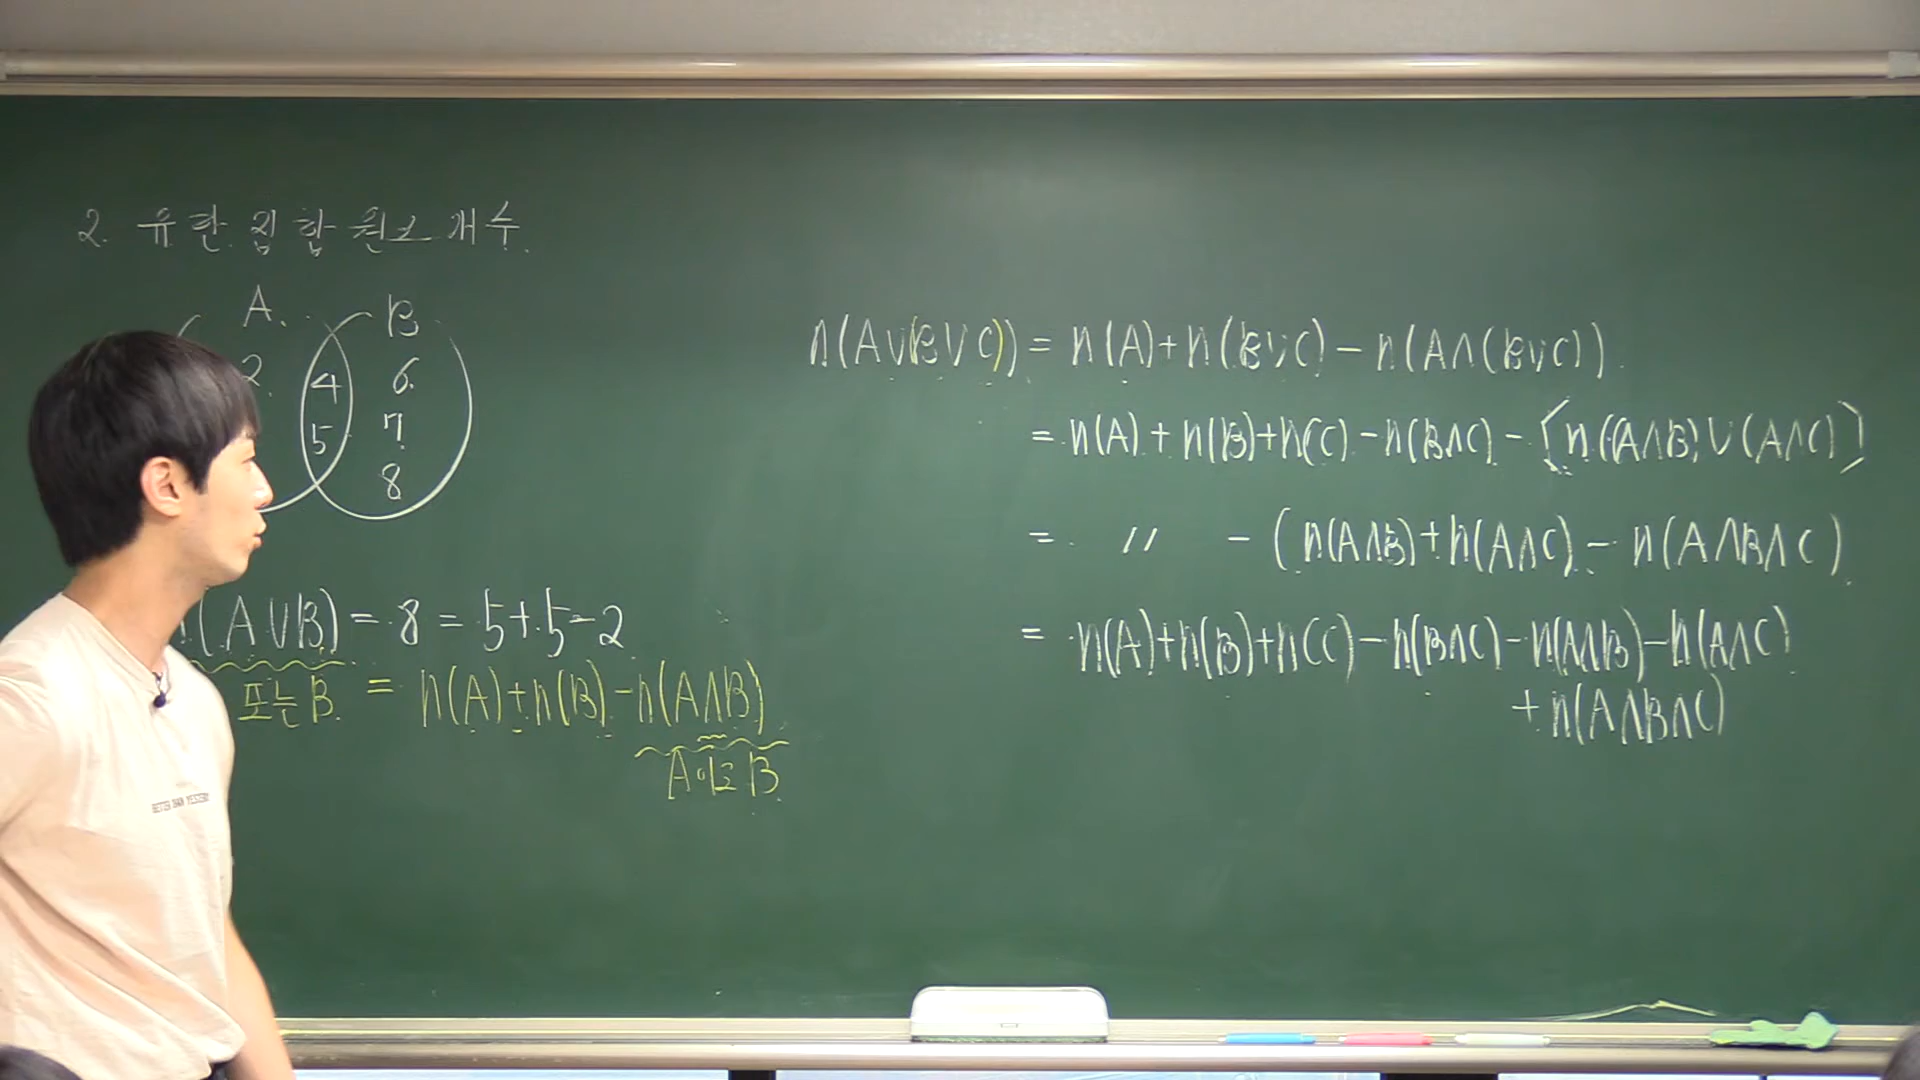 2. 유한 집합 원소 개수.
A. B
2. 4 6
5 7
8
(A∪B) = 8 = 5+5-2
또는 B. = n(A)+n(B)-n(A∩B)
A 이고 B
n(A∪(B∪C)) = n(A)+n(B∪C)-n(A∩(B∪C)).
= n(A)+n(B)+n(C)-n(B∩C)-{n((A∩B)∪(A∩C)}
= 〃 -(n(A∩B)+n(A∩C)-n(A∩B∩C)
= n(A)+n(B)+n(C)-n(B∩C)-n(A∩B)-n(A∩C)
+n(A∩B∩C)